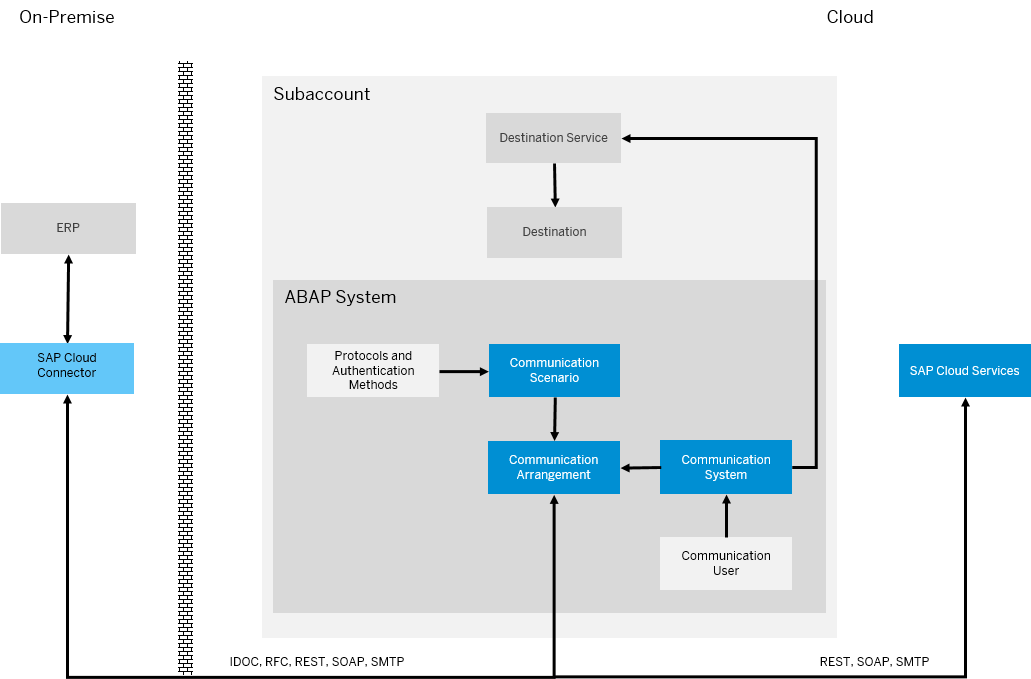 On-Premise
Cloud
Subaccount
Destination Service
ERP
Destination
ABAP System
SAP Cloud
Connector
Protocols and
Authentication
Methods
Communication
Scenario
SAP Cloud Services
Communication
Arrangement
Communication
System
Communication
User
IDOC, RFC, REST, SOAP, SMTP
REST, SOAP, SMTP